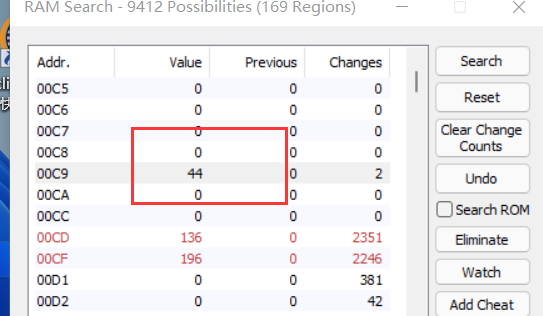 RAM Search - 9412 Possibilities (169 Regions)
Addr. Value Previous Changes
00C5 0 0 0
00C6 0 0 0
00C7 0 0 0
00C8 0 0 0
00C9 44 0 2
00CA 0 0 0
00CC 0 0 0
00CD 136 0 2351
00CF 196 0 2246
00D1 0 0 381
00D2 0 0 42
Search
Reset
Clear Change
Counts
Undo
Search ROM
Eliminate
Watch
Add Cheat